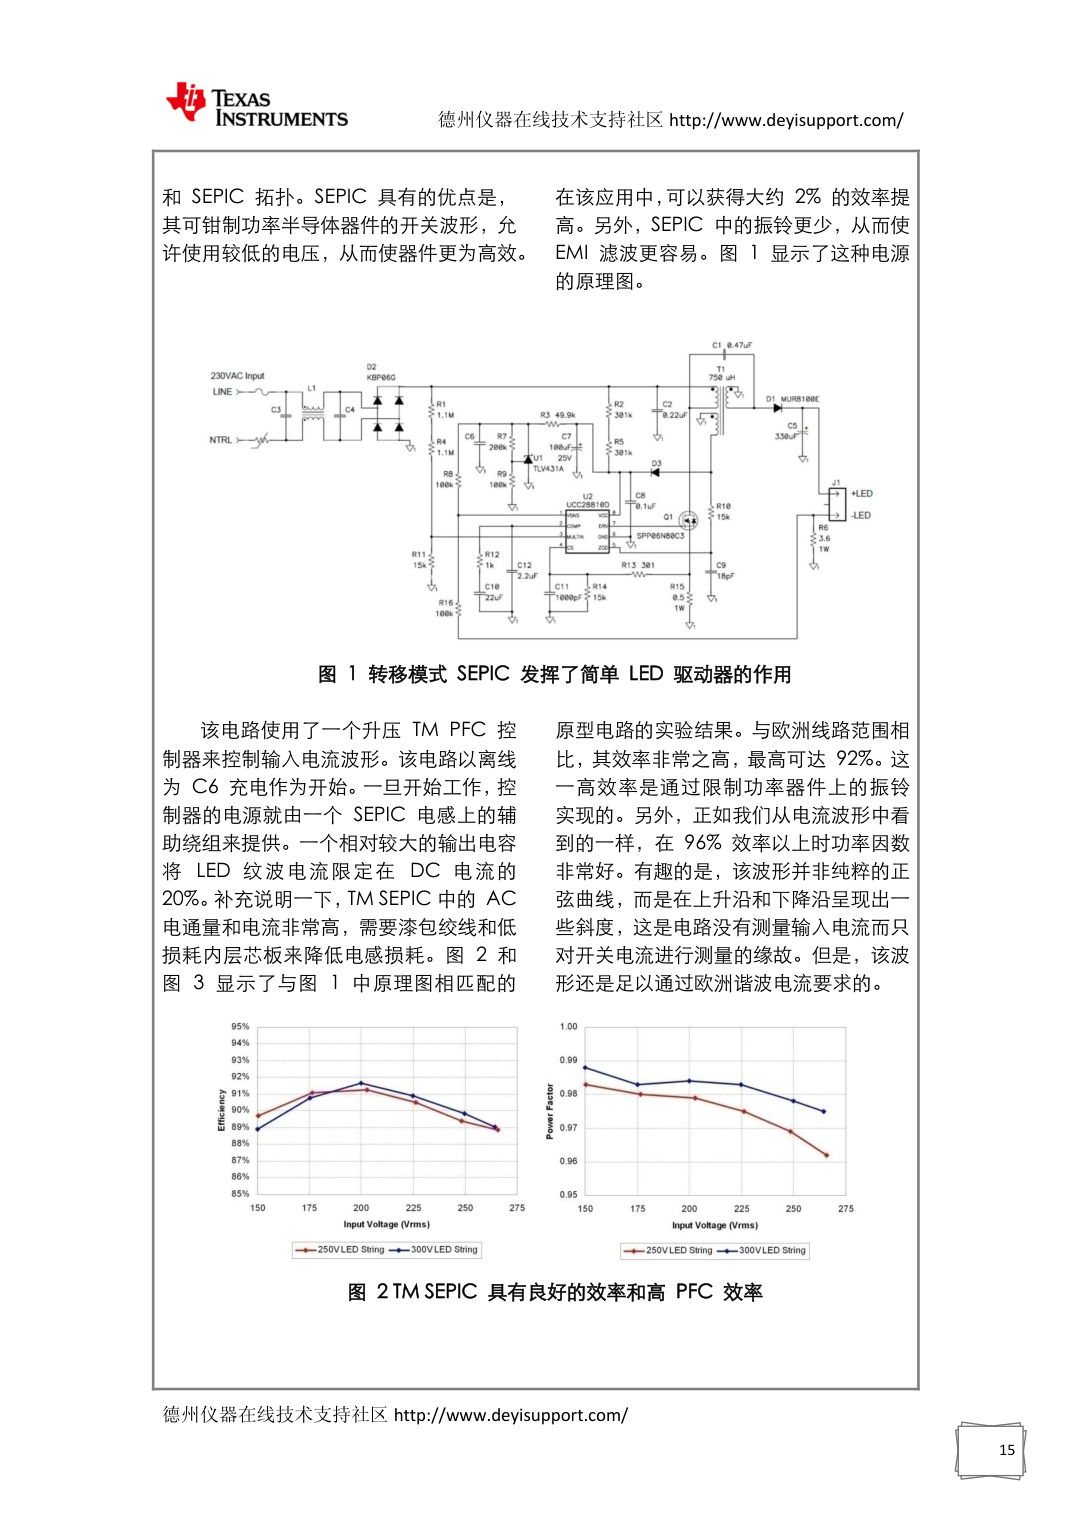 TEXAS
INSTRUMENTS
德州仪器在线技术支持社区 http://www.deyisupport.com/
和 SEPIC 拓扑。SEPIC 具有的优点是，
其可钳制功率半导体器件的开关波形，允
许使用较低的电压，从而使器件更为高效。
在该应用中，可以获得大约 2% 的效率提
高。另外，SEPIC 中的振铃更少，从而使
EMI 滤波更容易。图 1 显示了这种电源
的原理图。
C1 0.47uF
T1
750 uH
D2
KBP06G
230VAC Input
LINE
L1
C3
C4
NTRL
R1
1.1M
R4
1.1M
R8
100k
C6
R7
200k
R9
100k
R3 49.9k
C7
100uF
25V
U1
TLV431A
R2
301k
R5
301k
C2
0.22uF
D3
D1 MUR8100E
C5
330uF
J1
+LED
-LED
R6
3.6
1W
U2
UCC28810D
1 VSNS VCC 8
2 COMP DRV 7
3 MULTIN GND 6
4 CS ZCD 5
C8
0.1uF
Q1
SPP06N80C3
R10
15k
R11
15k
R12
1k
C12
2.2uF
C10
22uF
C11
1000pF
R14
15k
R13 301
R15
0.5
1W
C9
18pF
R16
100k
图 1 转移模式 SEPIC 发挥了简单 LED 驱动器的作用
该电路使用了一个升压 TM PFC 控
制器来控制输入电流波形。该电路以离线
为 C6 充电作为开始。一旦开始工作，控
制器的电源就由一个 SEPIC 电感上的辅
助绕组来提供。一个相对较大的输出电容
将 LED 纹波电流限定在 DC 电流的
20%。补充说明一下，TM SEPIC 中的 AC
电通量和电流非常高，需要漆包绞线和低
损耗内层芯板来降低电感损耗。图 2 和
图 3 显示了与图 1 中原理图相匹配的
原型电路的实验结果。与欧洲线路范围相
比，其效率非常之高，最高可达 92%。这
一高效率是通过限制功率器件上的振铃
实现的。另外，正如我们从电流波形中看
到的一样，在 96% 效率以上时功率因数
非常好。有趣的是，该波形并非纯粹的正
弦曲线，而是在上升沿和下降沿呈现出一
些斜度，这是电路没有测量输入电流而只
对开关电流进行测量的缘故。但是，该波
形还是足以通过欧洲谐波电流要求的。
95%
94%
93%
92%
91%
90%
89%
88%
87%
86%
85%
Efficiency
150 175 200 225 250 275
Input Voltage (Vrms)
250V LED String 300V LED String
1.00
0.99
0.98
0.97
0.96
0.95
Power Factor
150 175 200 225 250 275
Input Voltage (Vrms)
250V LED String 300V LED String
图 2 TM SEPIC 具有良好的效率和高 PFC 效率
德州仪器在线技术支持社区 http://www.deyisupport.com/
15